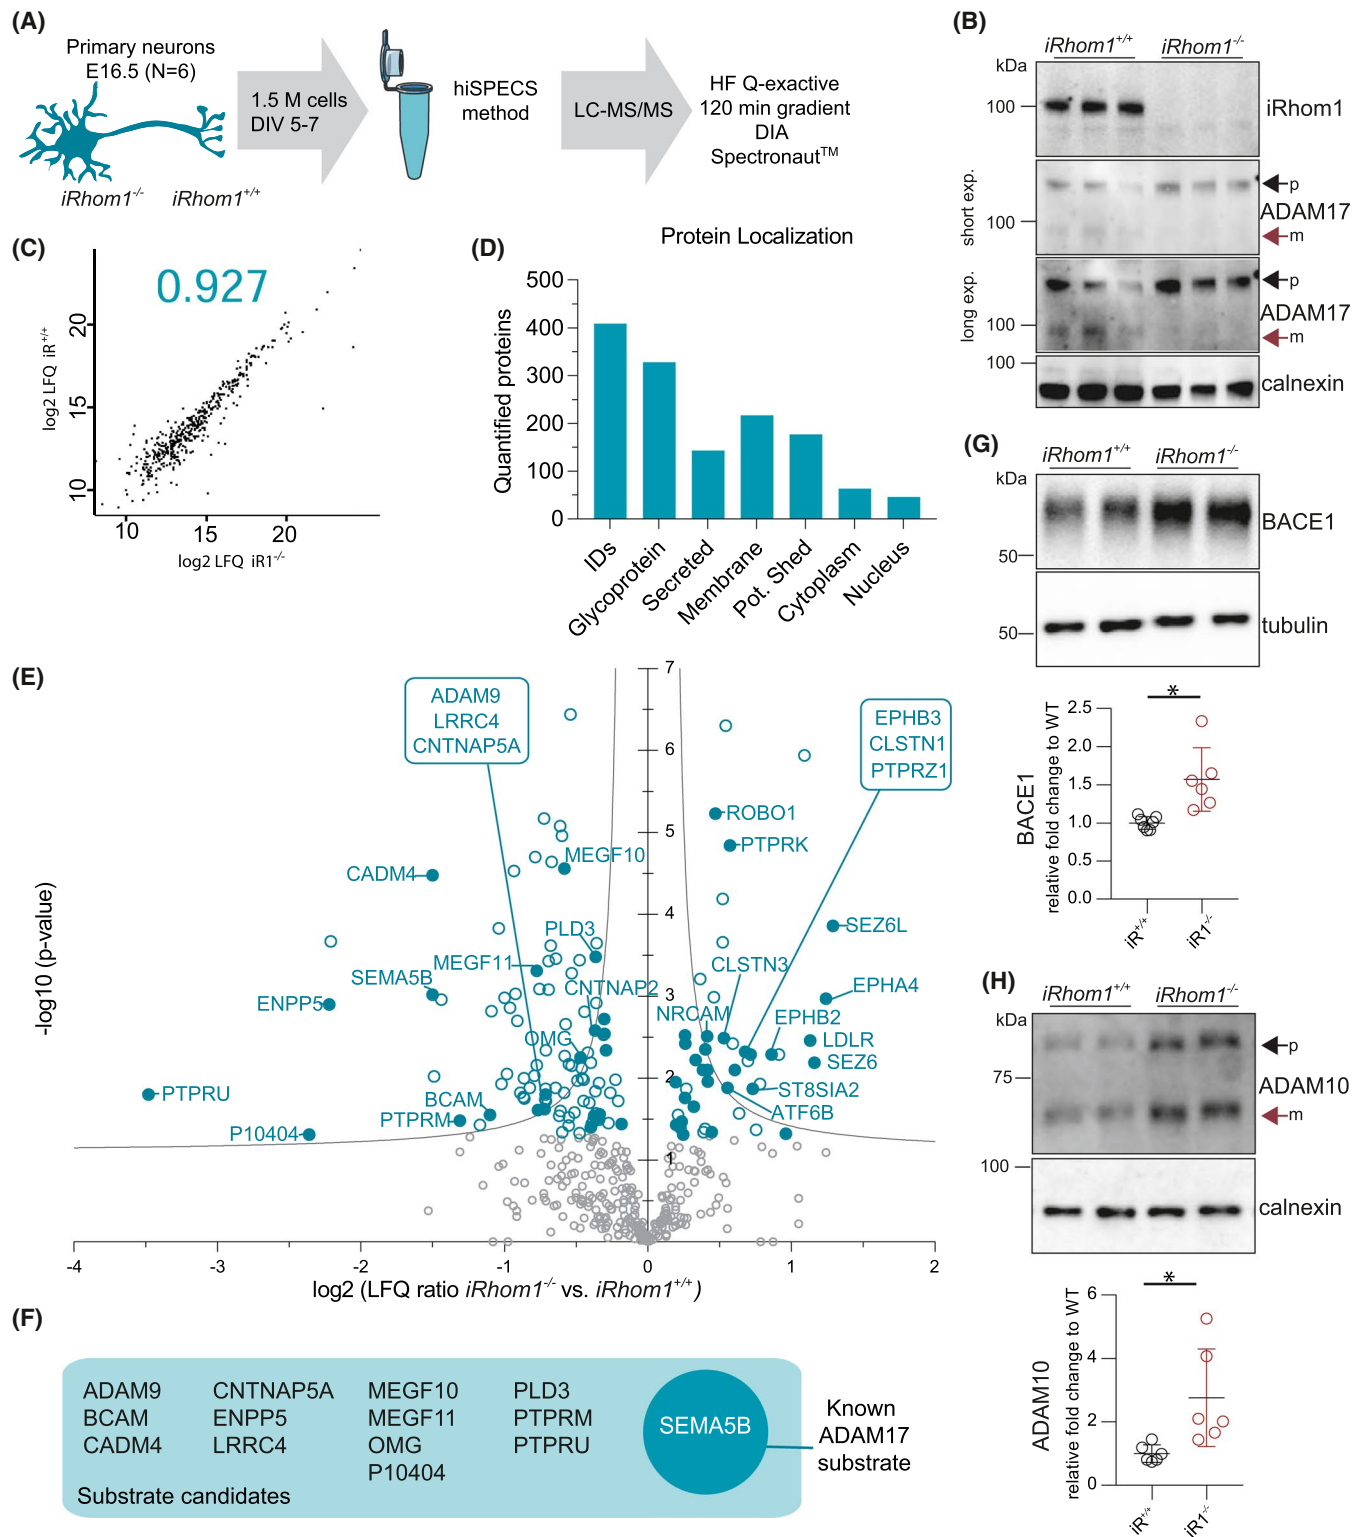 (A)
Primary neurons
E16.5 (N=6)
iRhom1-/-
iRhom1+/+
1.5 M cells
DIV 5-7
hiSPECS
method
LC-MS/MS
HF Q-exactive
120 min gradient
DIA
Spectronaut™
(B)
iRhom1+/+
iRhom1-/-
kDa
100
iRhom1
short exp.
100
p
ADAM17
m
long exp.
100
p
ADAM17
m
100
calnexin
(C)
0.927
log2 LFQ iR+/+
20
15
10
10
15
20
log2 LFQ iR1-/-
(D)
Protein Localization
Quantified proteins
500
400
300
200
100
0
IDs
Glycoprotein
Secreted
Membrane
Pot. Shed
Cytoplasm
Nucleus
(E)
-log10 (p-value)
7
6
5
4
3
2
1
ADAM9
LRRC4
CNTNAP5A
EPHB3
CLSTN1
PTPRZ1
ROBO1
PTPRK
MEGF10
CADM4
PLD3
SEZ6L
MEGF11
CLSTN3
SEMA5B
CNTNAP2
EPHA4
ENPP5
NRCAM
EPHB2
OMG
LDLR
SEZ6
PTPRU
BCAM
ST8SIA2
PTPRM
ATF6B
P10404
-4
-3
-2
-1
0
1
2
log2 (LFQ ratio iRhom1-/- vs. iRhom1+/+)
(F)
ADAM9
BCAM
CADM4
CNTNAP5A
ENPP5
LRRC4
MEGF10
MEGF11
OMG
P10404
PLD3
PTPRM
PTPRU
Substrate candidates
SEMA5B
Known
ADAM17
substrate
(G)
iRhom1+/+
iRhom1-/-
kDa
BACE1
50
50
tubulin
BACE1
relative fold change to WT
2.5
2.0
1.5
1.0
0.5
0.0
*
iR+/+
iR1-/-
(H)
iRhom1+/+
iRhom1-/-
kDa
p
75
ADAM10
m
100
calnexin
ADAM10
relative fold change to WT
6
4
2
0
*
iR+/+
iR1-/-